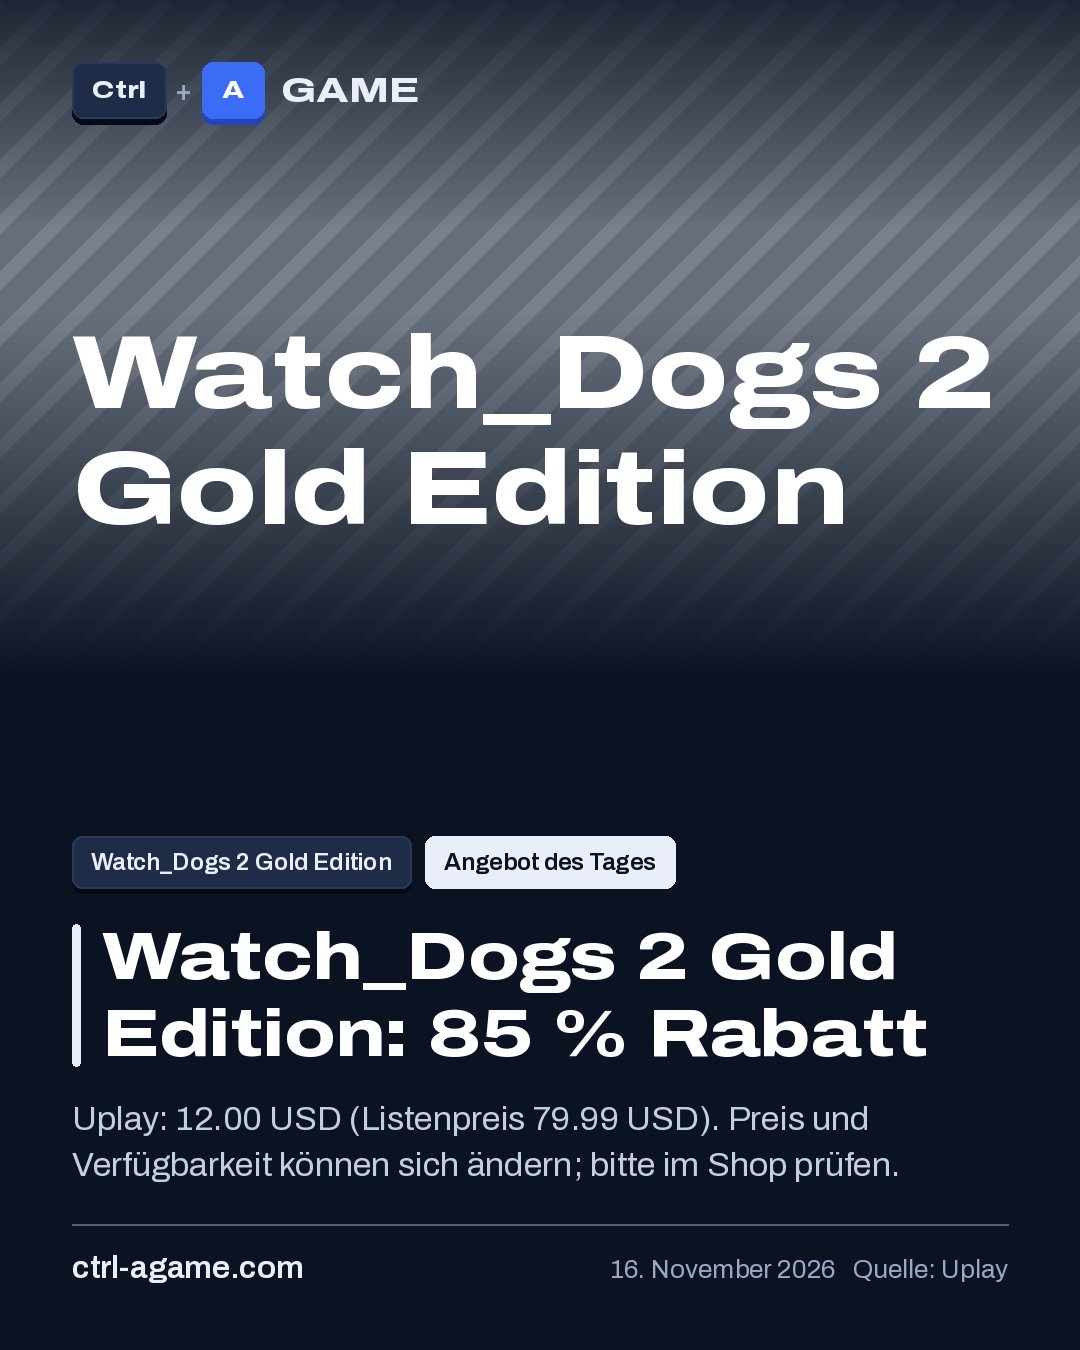 Ctrl + A GAME
Watch_Dogs 2
Gold Edition
Watch_Dogs 2 Gold Edition Angebot des Tages
Watch_Dogs 2 Gold
Edition: 85 % Rabatt
Uplay: 12.00 USD (Listenpreis 79.99 USD). Preis und
Verfügbarkeit können sich ändern; bitte im Shop prüfen.
ctrl-agame.com 16. November 2026 Quelle: Uplay